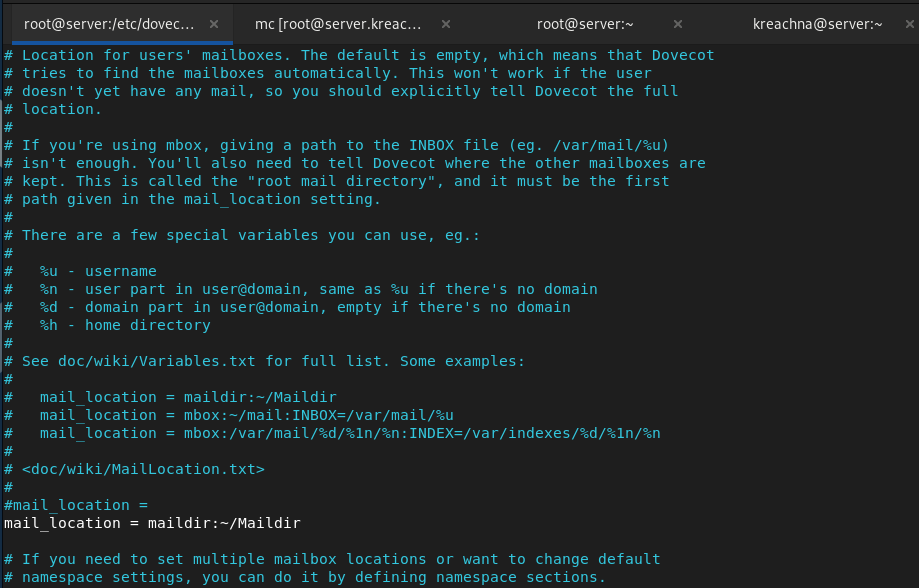 root@server:/etc/dovec... × mc [root@server.kreac... × root@server:~ × kreachna@server:~ ×
# Location for users' mailboxes. The default is empty, which means that Dovecot
# tries to find the mailboxes automatically. This won't work if the user
# doesn't yet have any mail, so you should explicitly tell Dovecot the full
# location.
#
# If you're using mbox, giving a path to the INBOX file (eg. /var/mail/%u)
# isn't enough. You'll also need to tell Dovecot where the other mailboxes are
# kept. This is called the "root mail directory", and it must be the first
# path given in the mail_location setting.
#
# There are a few special variables you can use, eg.:
#
#   %u - username
#   %n - user part in user@domain, same as %u if there's no domain
#   %d - domain part in user@domain, empty if there's no domain
#   %h - home directory
#
# See doc/wiki/Variables.txt for full list. Some examples:
#
#   mail_location = maildir:~/Maildir
#   mail_location = mbox:~/mail:INBOX=/var/mail/%u
#   mail_location = mbox:/var/mail/%d/%1n/%n:INDEX=/var/indexes/%d/%1n/%n
#
# <doc/wiki/MailLocation.txt>
#
#mail_location =
mail_location = maildir:~/Maildir

# If you need to set multiple mailbox locations or want to change default
# namespace settings, you can do it by defining namespace sections.